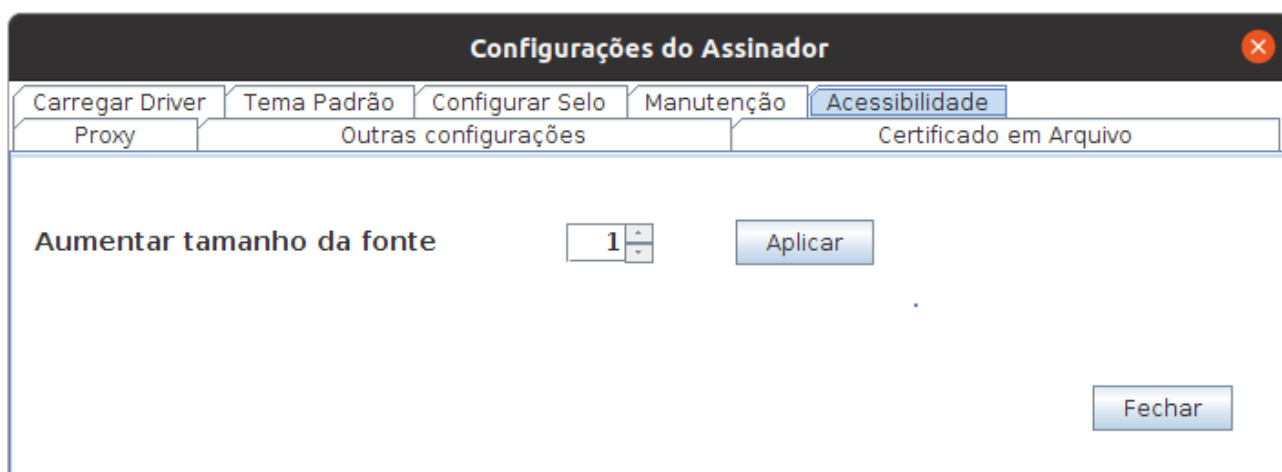 Configurações do Assinador
Carregar Driver Tema Padrão Configurar Selo Manutenção Acessibilidade
Proxy Outras configurações Certificado em Arquivo
Aumentar tamanho da fonte 1 Aplicar
Fechar